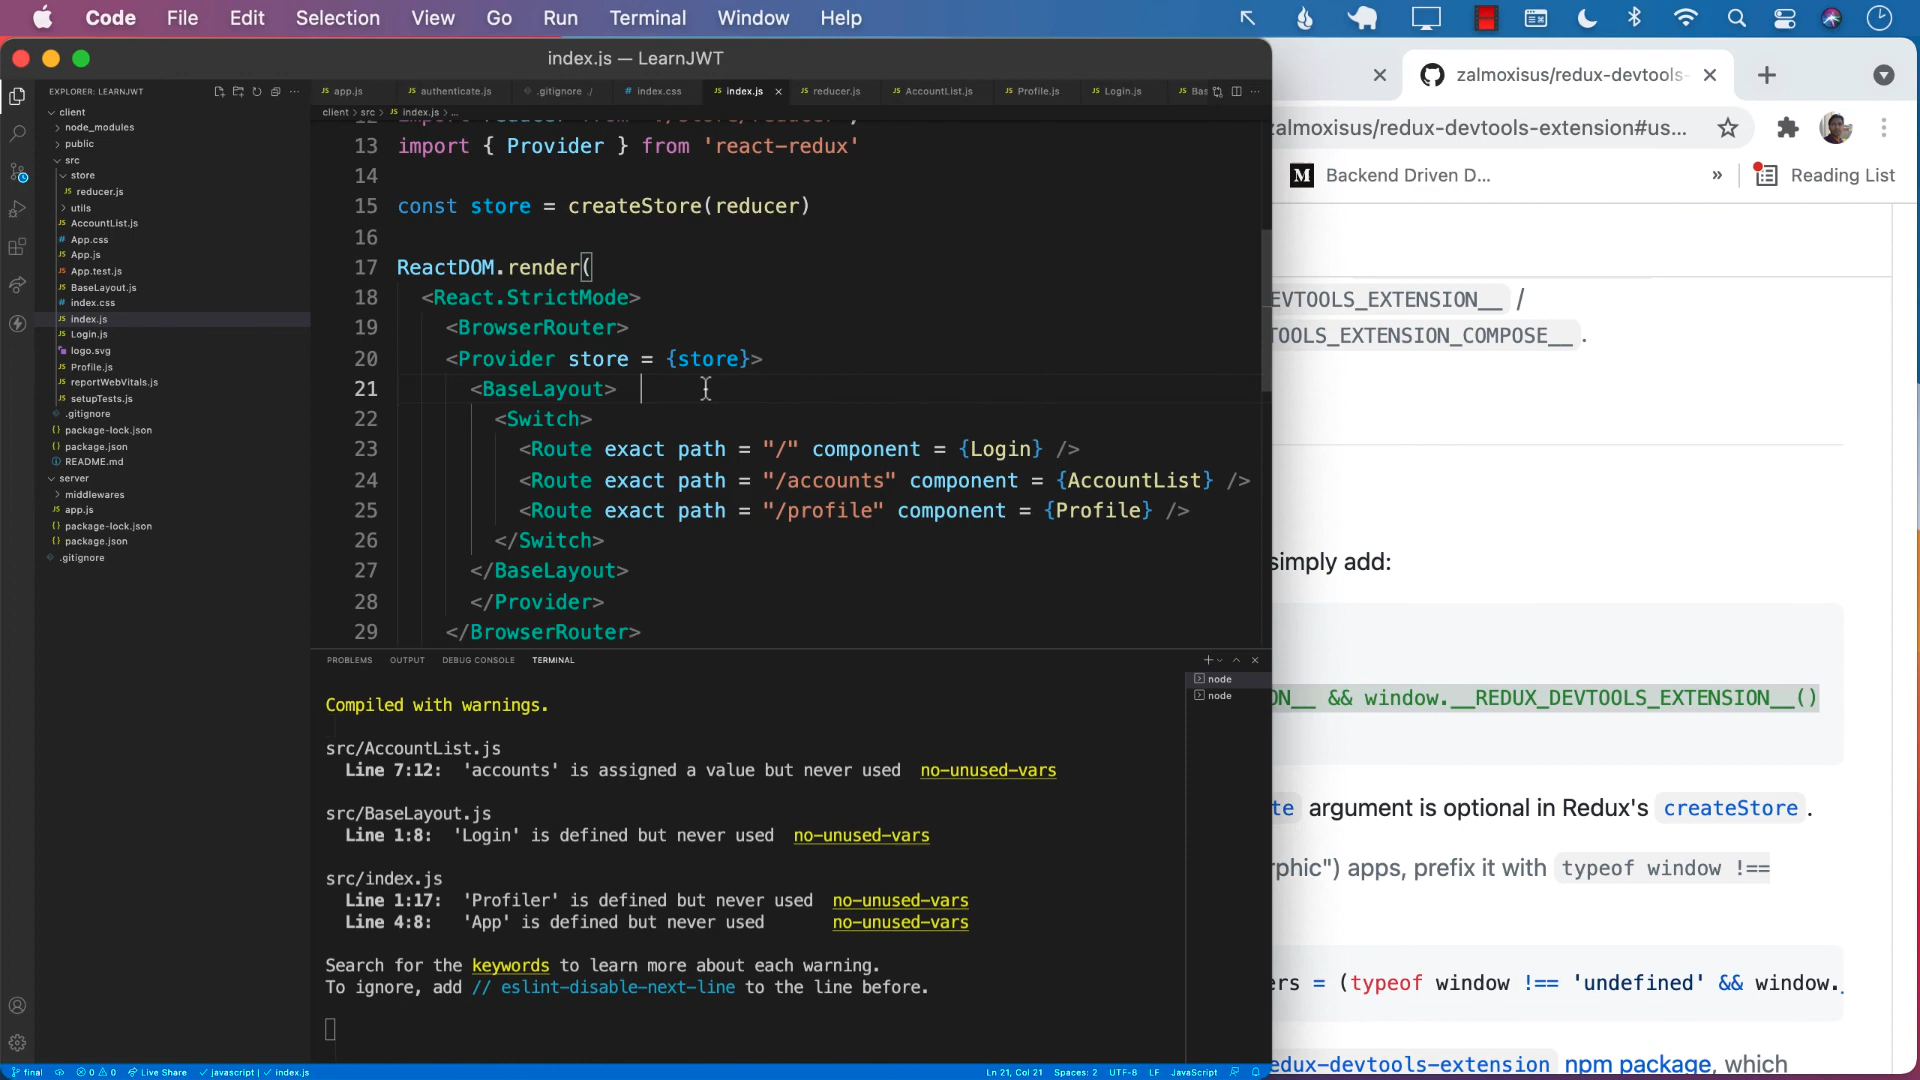 Code File Edit Selection View Go Run Terminal Window Help
index.js — LearnJWT
EXPLORER: LEARNJWT
client
node_modules
public
src
store
reducer.js
utils
AccountList.js
App.css
App.js
App.test.js
BaseLayout.js
index.css
index.js
Login.js
logo.svg
Profile.js
reportWebVitals.js
setupTests.js
.gitignore
package-lock.json
package.json
README.md
server
middlewares
app.js
package-lock.json
package.json
.gitignore
app.js authenticate.js .gitignore ./ index.css index.js reducer.js AccountList.js Profile.js Login.js Bas
client > src > index.js > ...
13 import { Provider } from 'react-redux'
14
15 const store = createStore(reducer)
16
17 ReactDOM.render(
18 <React.StrictMode>
19 <BrowserRouter>
20 <Provider store = {store}>
21 <BaseLayout>
22 <Switch>
23 <Route exact path = "/" component = {Login} />
24 <Route exact path = "/accounts" component = {AccountList} />
25 <Route exact path = "/profile" component = {Profile} />
26 </Switch>
27 </BaseLayout>
28 </Provider>
29 </BrowserRouter>
PROBLEMS OUTPUT DEBUG CONSOLE TERMINAL
node
node
Compiled with warnings.
src/AccountList.js
Line 7:12: 'accounts' is assigned a value but never used no-unused-vars
src/BaseLayout.js
Line 1:8: 'Login' is defined but never used no-unused-vars
src/index.js
Line 1:17: 'Profiler' is defined but never used no-unused-vars
Line 4:8: 'App' is defined but never used no-unused-vars
Search for the keywords to learn more about each warning.
To ignore, add // eslint-disable-next-line to the line before.
final 0 0 Live Share javascript | index.js Ln 21, Col 21 Spaces: 2 UTF-8 LF JavaScript
zalmoxisus/redux-devtools-
zalmoxisus/redux-devtools-extension#us...
Backend Driven D... » Reading List
EVTOOLS_EXTENSION__ /
TOOLS_EXTENSION_COMPOSE__ .
simply add:
ON__ && window.__REDUX_DEVTOOLS_EXTENSION__()
te argument is optional in Redux's createStore .
rphic") apps, prefix it with typeof window !==
ers = (typeof window !== 'undefined' && window.
edux-devtools-extension npm package, which